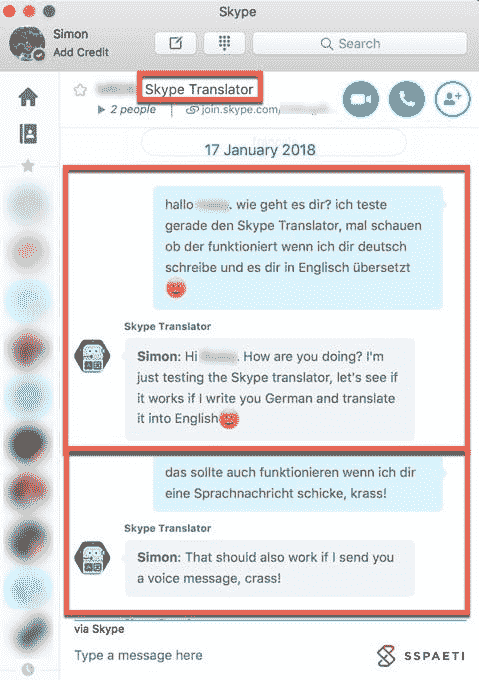 Skype
Simon
Add Credit
Search
Skype Translator
2 people
join.skype.com/
17 January 2018
hallo . wie geht es dir? ich teste
gerade den Skype Translator, mal schauen
ob der funktioniert wenn ich dir deutsch
schreibe und es dir in Englisch übersetzt
Skype Translator
Simon: Hi . How are you doing? I'm
just testing the Skype translator, let's see if
it works if I write you German and translate
it into English
das sollte auch funktionieren wenn ich dir
eine Sprachnachricht schicke, krass!
Skype Translator
Simon: That should also work if I send you
a voice message, crass!
via Skype
Type a message here
SSPAETI